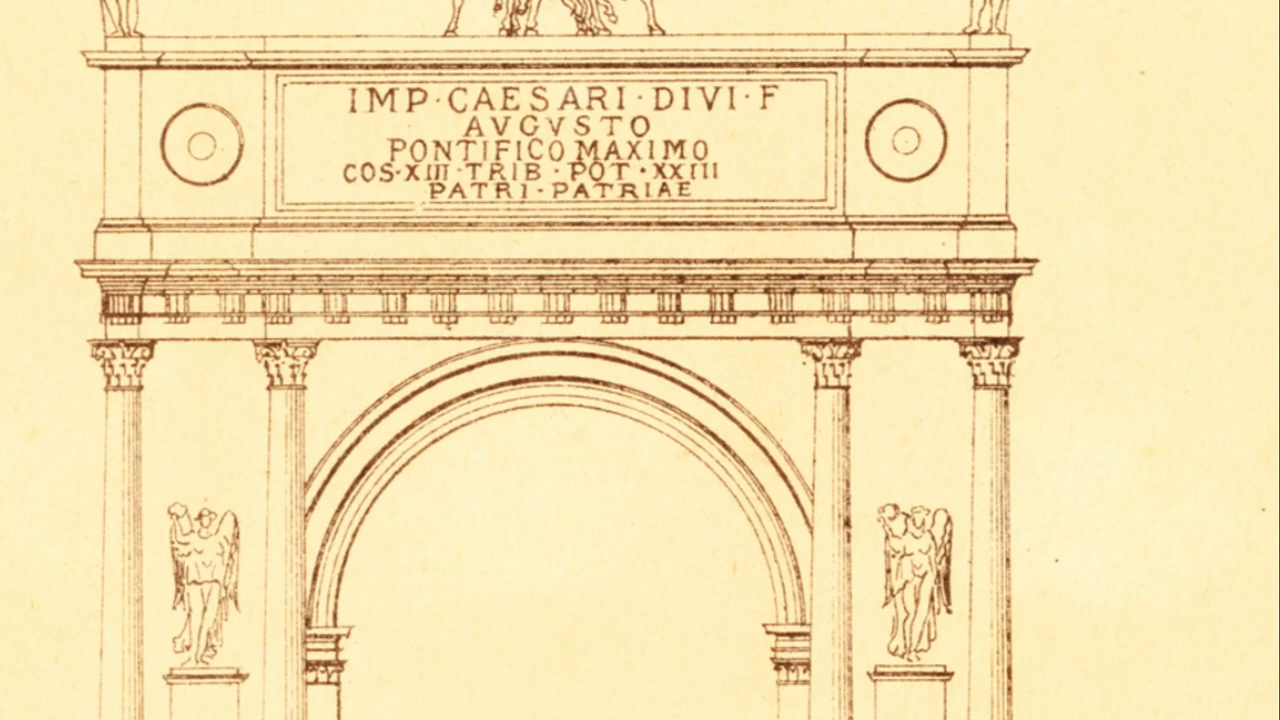 IMP·CAESARI·DIVI·F
AVGVSTO
PONTIFICO MAXIMO
COS·XIII·TRIB·POT·XXIII
PATRI·PATRIAE